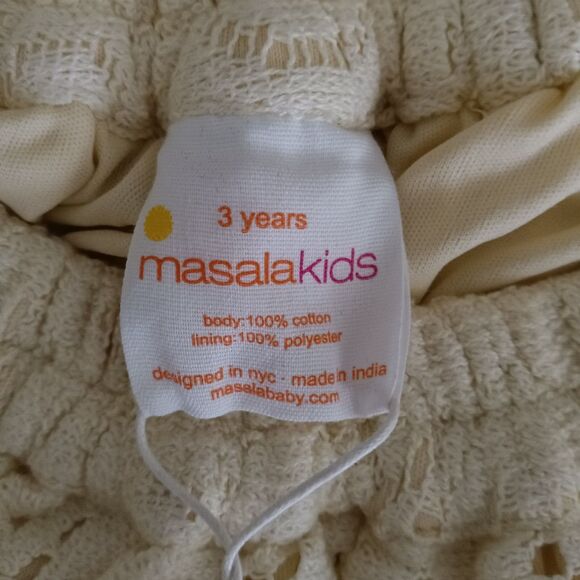 3 years
masalakids
body:100% cotton
lining:100% polyester
designed in nyc - made in india
masalababy.com